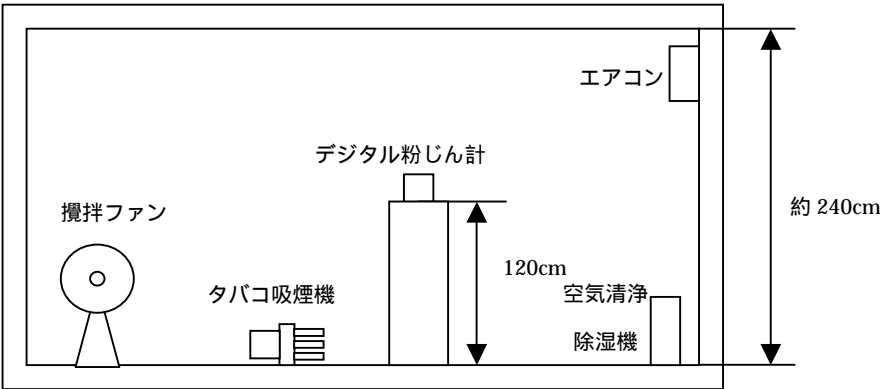 エアコン
デジタル粉じん計
攪拌ファン
約 240cm
120cm
タバコ吸煙機
空気清浄
除湿機